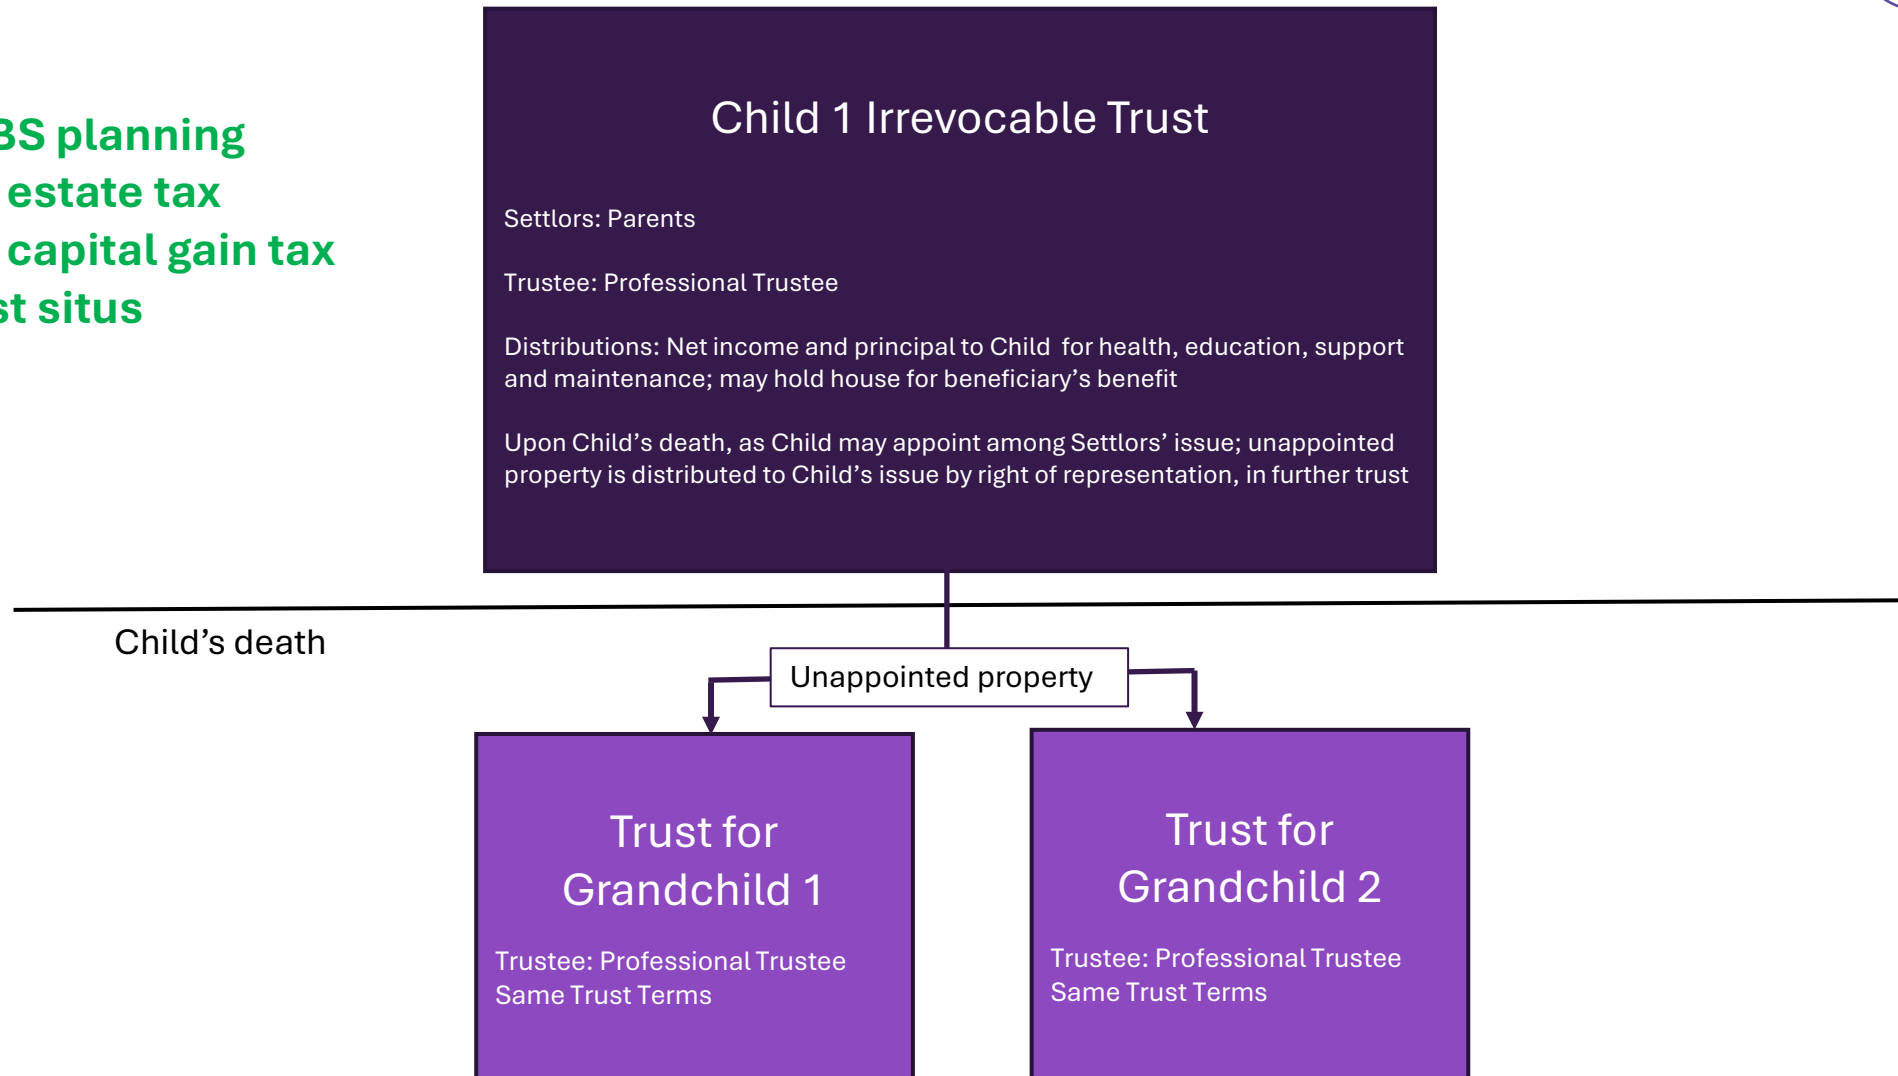 planning
estate tax
capital gain tax
situs
Child 1 Irrevocable Trust
Settlors: Parents
Trustee: Professional Trustee
Distributions: Net income and principal to Child for health, education, support
and maintenance; may hold house for beneficiary’s benefit
Upon Child’s death, as Child may appoint among Settlors’ issue; unappointed
property is distributed to Child’s issue by right of representation, in further trust
Child’s death
Unappointed property
Trust for
Grandchild 1
Trustee: Professional Trustee
Same Trust Terms
Trust for
Grandchild 2
Trustee: Professional Trustee
Same Trust Terms